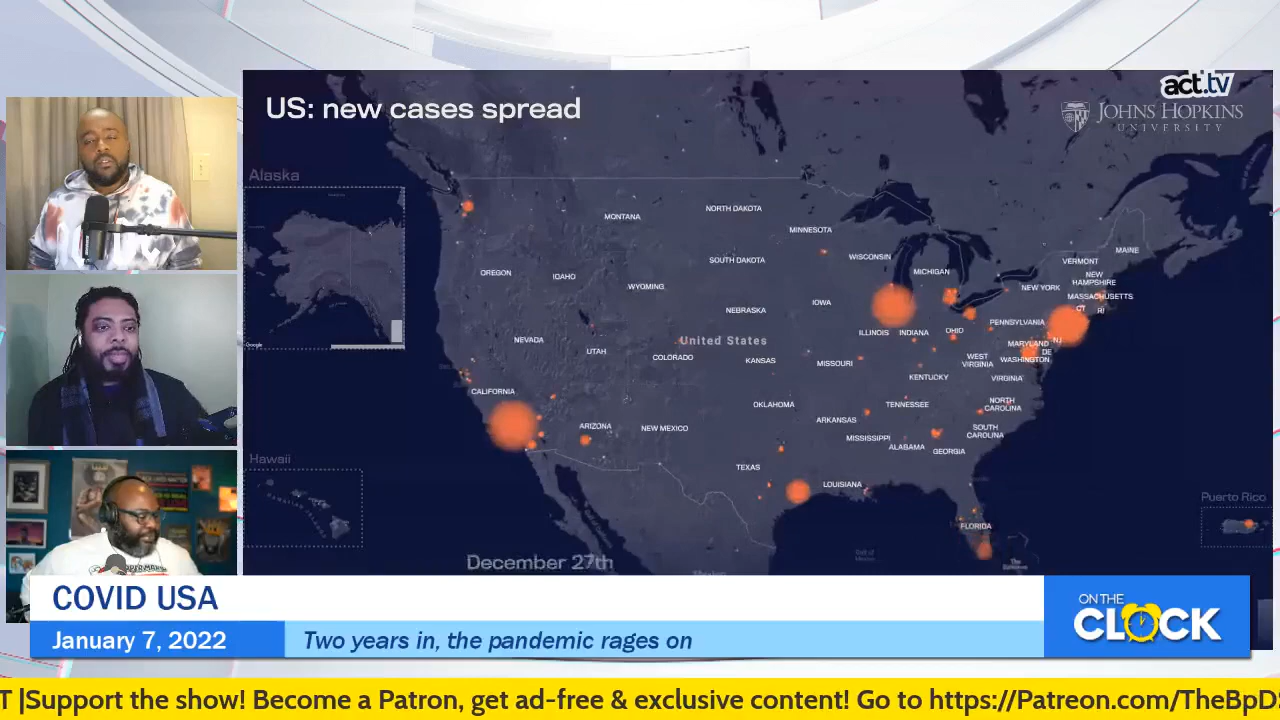 act.tv
US: new cases spread
JOHNS HOPKINS
UNIVERSITY
Alaska
Google
MONTANA
NORTH DAKOTA
MINNESOTA
MAINE
VERMONT
NEW
HAMPSHIRE
OREGON
IDAHO
SOUTH DAKOTA
WISCONSIN
MICHIGAN
WYOMING
NEW YORK
MASSACHUSETTS
CT
RI
IOWA
NEBRASKA
PENNSYLVANIA
ILLINOIS
INDIANA
OHIO
NEVADA
United States
NJ
MARYLAND
DE
UTAH
COLORADO
KANSAS
MISSOURI
WEST
VIRGINIA
WASHINGTON
KENTUCKY
VIRGINIA
CALIFORNIA
OKLAHOMA
TENNESSEE
NORTH
CAROLINA
ARIZONA
NEW MEXICO
ARKANSAS
SOUTH
CAROLINA
MISSISSIPPI
ALABAMA
GEORGIA
Hawaii
TEXAS
LOUISIANA
Puerto Rico
FLORIDA
December 27th
COVID USA
ON THE
CLOCK
January 7, 2022
Two years in, the pandemic rages on
T |Support the show! Become a Patron, get ad-free & exclusive content! Go to https://Patreon.com/TheBpD